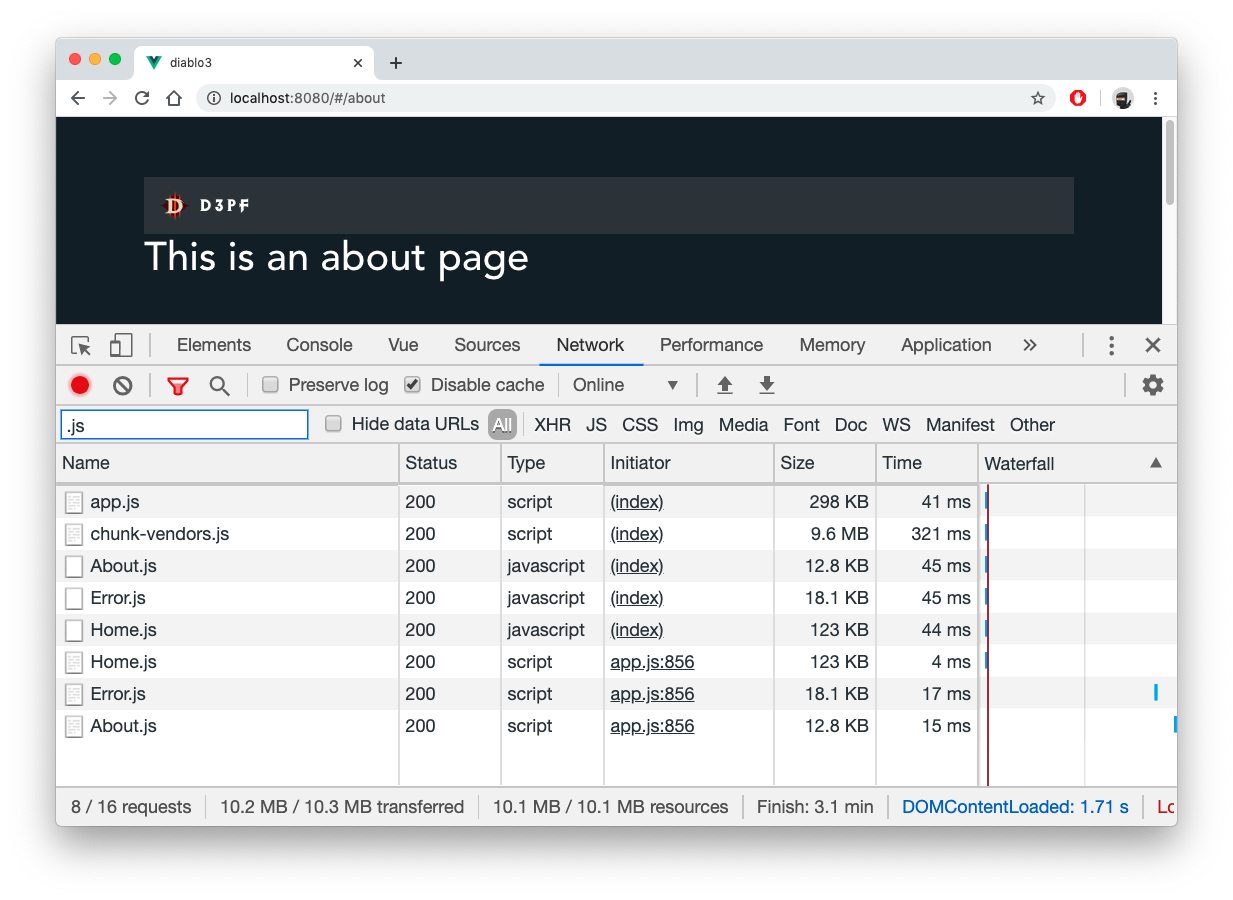 diablo3
localhost:8080/#/about
D3PF
This is an about page
Elements Console Vue Sources Network Performance Memory Application
Preserve log Disable cache Online
.js Hide data URLs All XHR JS CSS Img Media Font Doc WS Manifest Other
Name Status Type Initiator Size Time Waterfall
app.js 200 script (index) 298 KB 41 ms
chunk-vendors.js 200 script (index) 9.6 MB 321 ms
About.js 200 javascript (index) 12.8 KB 45 ms
Error.js 200 javascript (index) 18.1 KB 45 ms
Home.js 200 javascript (index) 123 KB 44 ms
Home.js 200 script app.js:856 123 KB 4 ms
Error.js 200 script app.js:856 18.1 KB 17 ms
About.js 200 script app.js:856 12.8 KB 15 ms
8 / 16 requests 10.2 MB / 10.3 MB transferred 10.1 MB / 10.1 MB resources Finish: 3.1 min DOMContentLoaded: 1.71 s